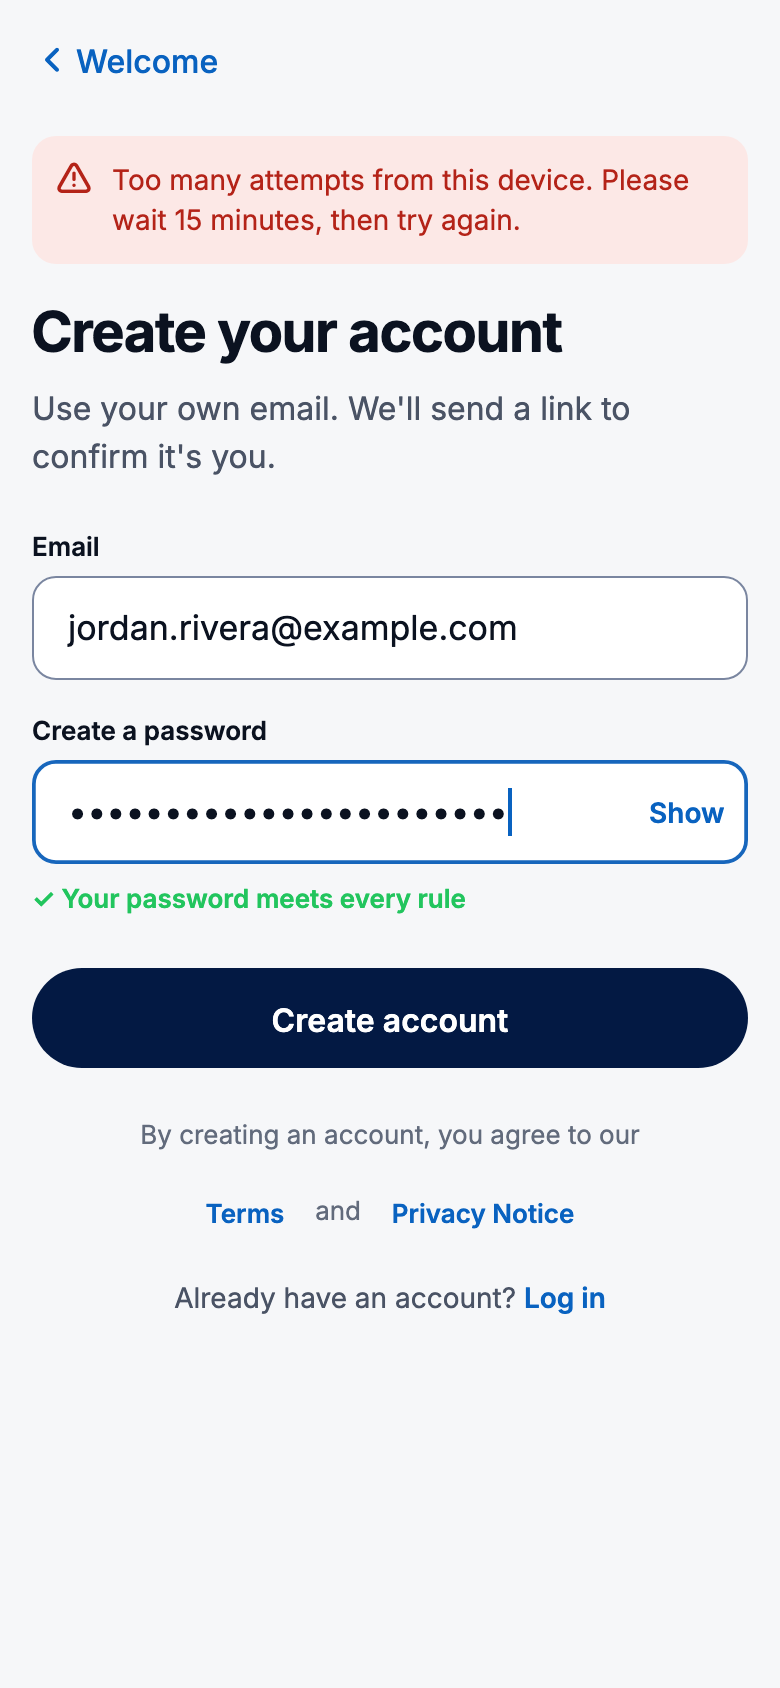 Welcome
Too many attempts from this device. Please
wait 15 minutes, then try again.
Create your account
Use your own email. We'll send a link to
confirm it's you.
Email
jordan.rivera@example.com
Create a password
•••••••••••••••••••••••
Show
✓ Your password meets every rule
Create account
By creating an account, you agree to our
Terms and Privacy Notice
Already have an account? Log in